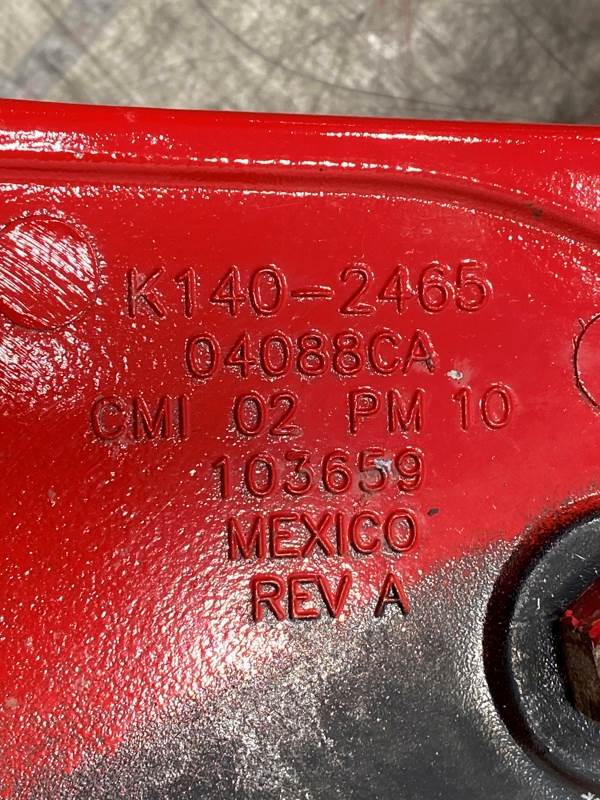 K140-2465
04088CA
CMI 02 PM 10
103659
MEXICO
REV A